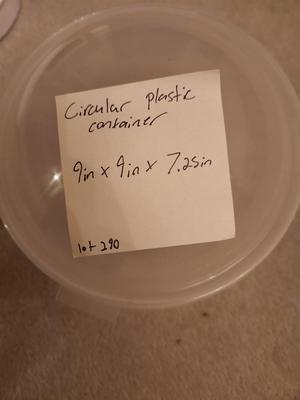 Circular plastic
container
9in x 9in x 7.25in
lot 290